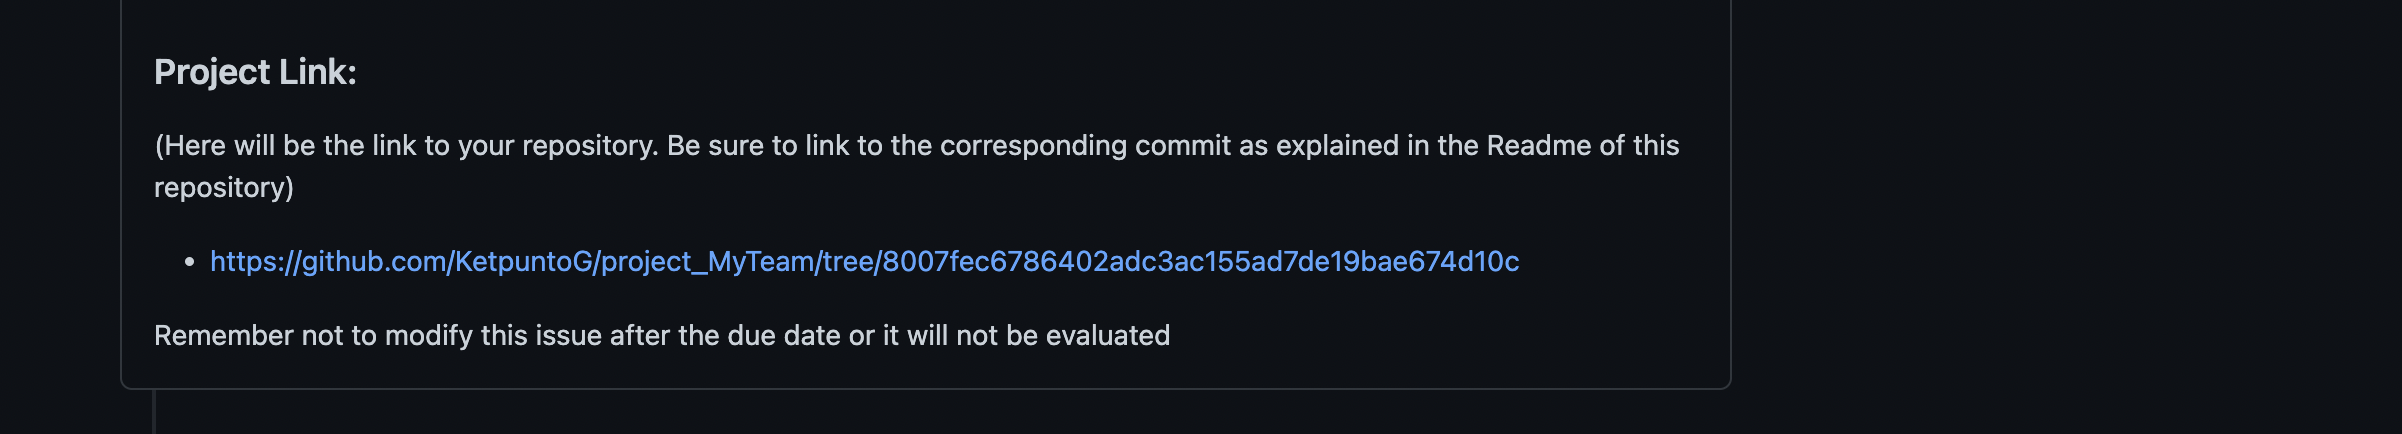 Project Link:
(Here will be the link to your repository. Be sure to link to the corresponding commit as explained in the Readme of this
repository)
• https://github.com/KetpuntoG/project_MyTeam/tree/8007fec6786402adc3ac155ad7de19bae674d10c
Remember not to modify this issue after the due date or it will not be evaluated